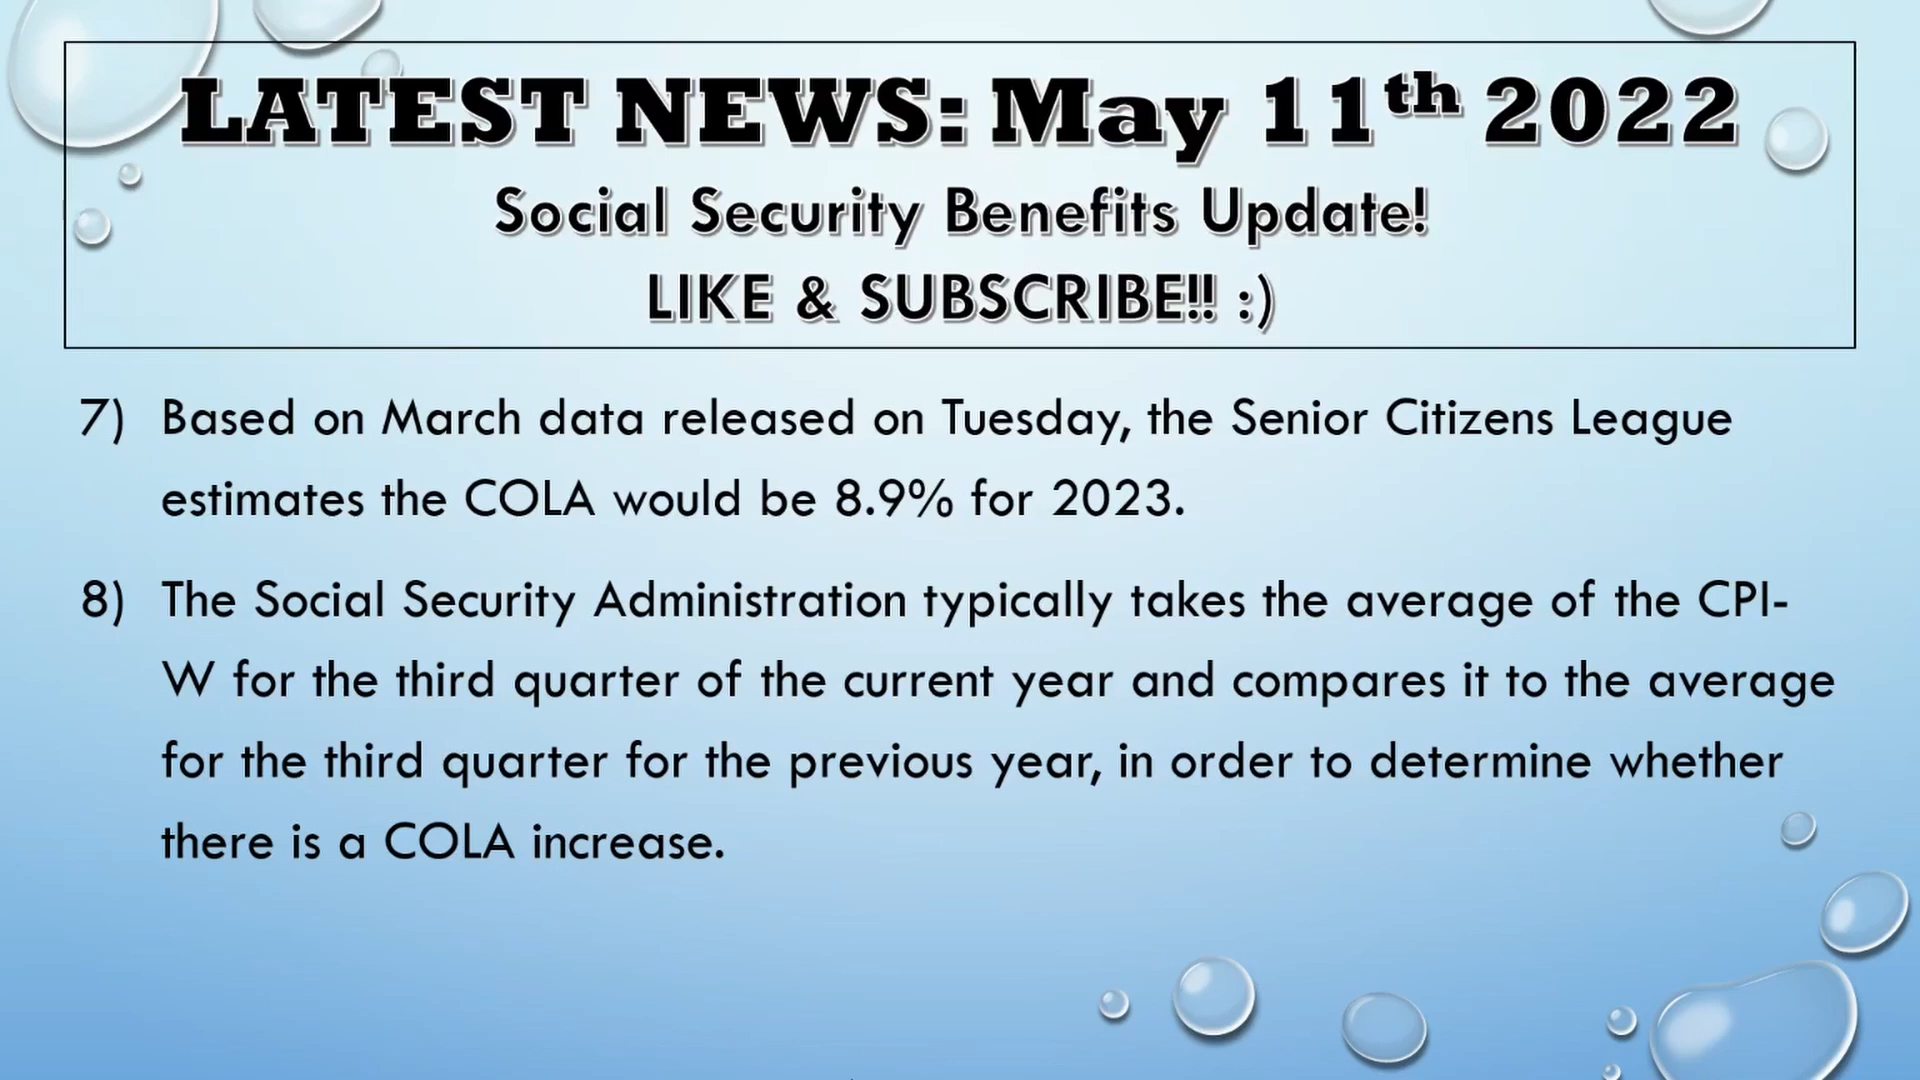 LATEST NEWS: May 11th 2022
Social Security Benefits Update!
LIKE & SUBSCRIBE!! :)
7) Based on March data released on Tuesday, the Senior Citizens League
estimates the COLA would be 8.9% for 2023.
8) The Social Security Administration typically takes the average of the CPI-
W for the third quarter of the current year and compares it to the average
for the third quarter for the previous year, in order to determine whether
there is a COLA increase.